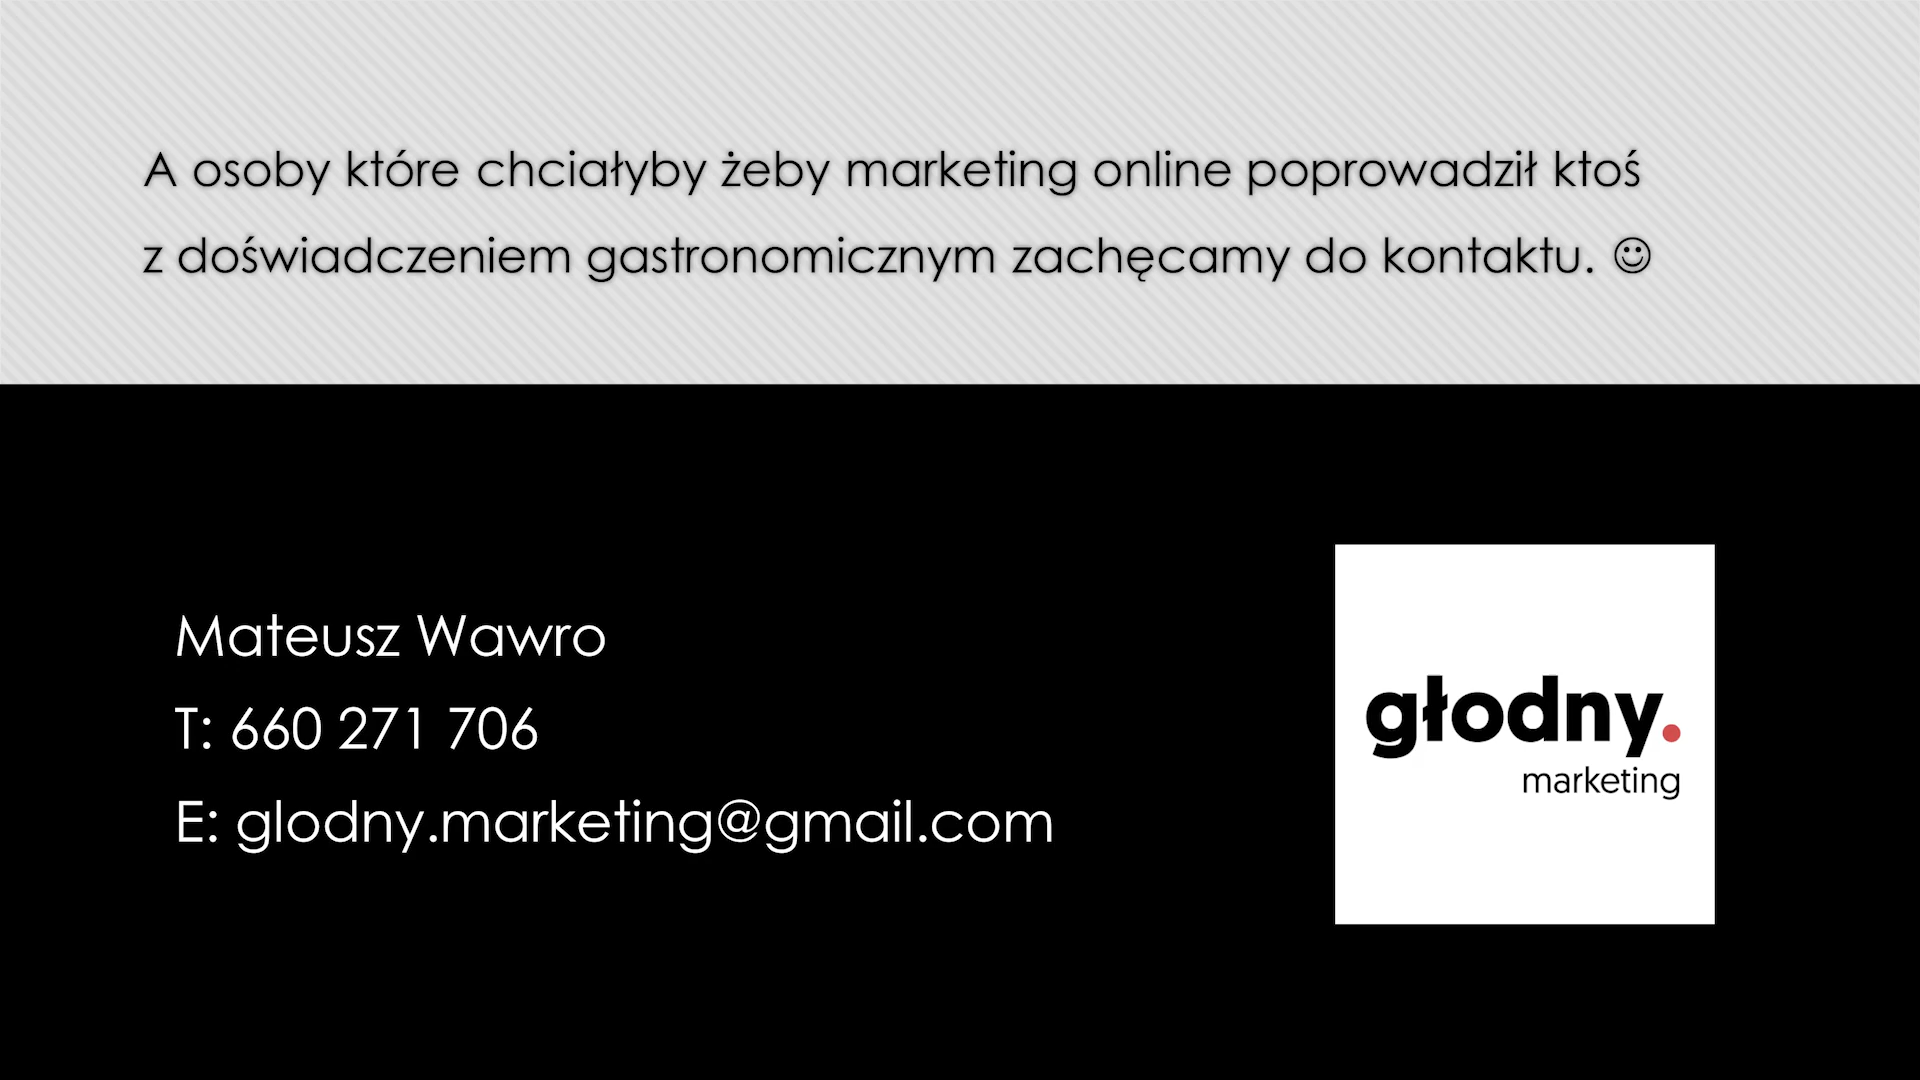 A osoby które chciałyby żeby marketing online poprowadził ktoś
z doświadczeniem gastronomicznym zachęcamy do kontaktu. ☺
Mateusz Wawro
T: 660 271 706
E: glodny.marketing@gmail.com
głodny.
marketing